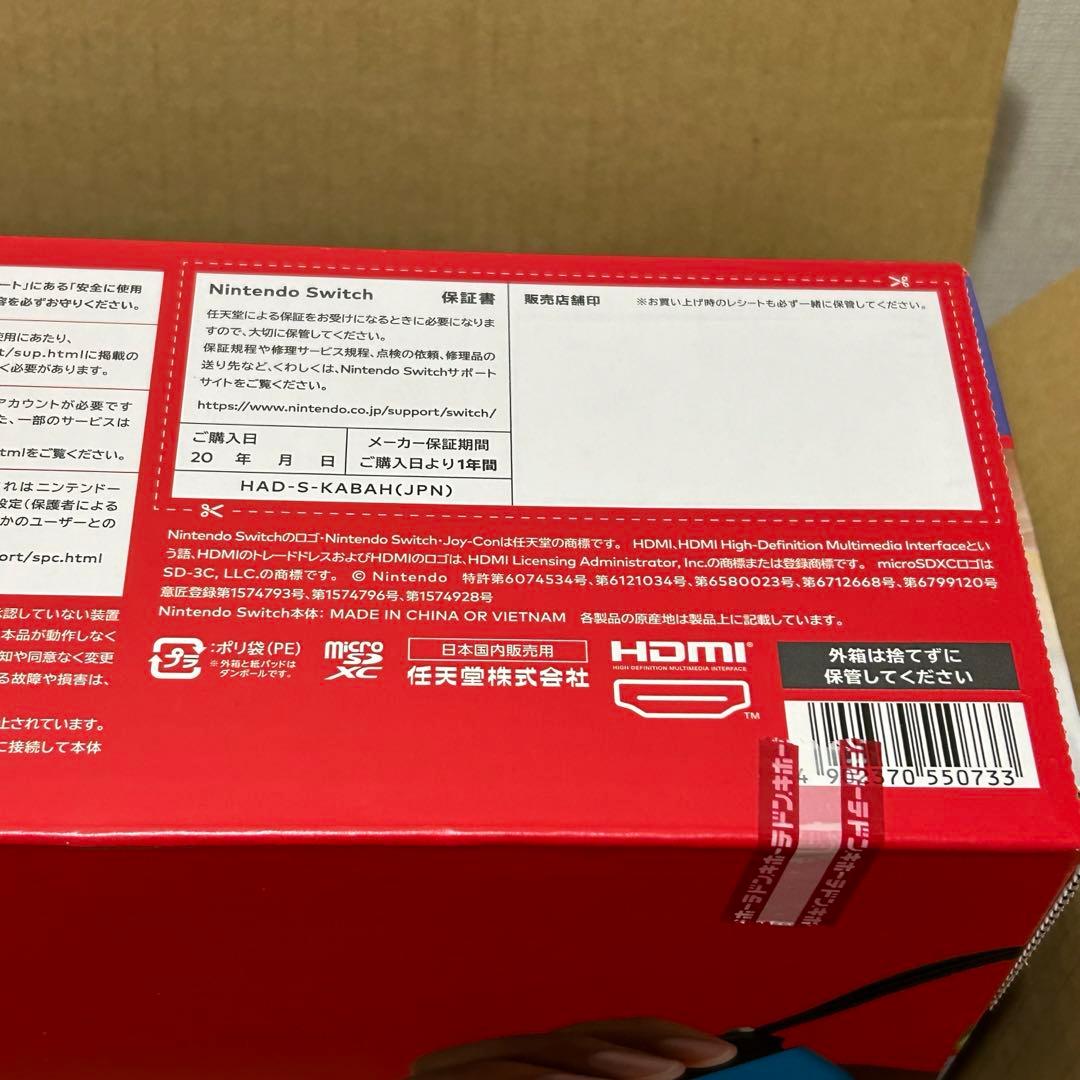 ート」にある「安全に使用
容を必ずお守りください。
使用にあたり、
t/sup.htmlに掲載の
く必要があります。
アカウントが必要です
た、一部のサービスは
tmlをご覧ください。
れはニンテンドー
設定(保護者による
かのユーザーとの
ort/spc.html
認していない装置
本品が動作しなく
知や同意なく変更
る故障や損害は、
上されています。
に接続して本体
Nintendo Switch 保証書
任天堂による保証をお受けになるときに必要になりま
すので、大切に保管してください。
保証規程や修理サービス規程、点検の依頼、修理品の
送り先など、くわしくは、Nintendo Switchサポート
サイトをご覧ください。
https://www.nintendo.co.jp/support/switch/
ご購入日
20 年 月 日
メーカー保証期間
ご購入日より1年間
HAD-S-KABAH(JPN)
販売店舗印 ※お買い上げ時のレシートも必ず一緒に保管してください。
Nintendo Switchのロゴ・Nintendo Switch・Joy-Conは任天堂の商標です。 HDMI、HDMI High-Definition Multimedia Interfaceとい
う語、HDMIのトレードドレスおよびHDMIのロゴは、HDMI Licensing Administrator, Inc.の商標または登録商標です。 microSDXCロゴは
SD-3C, LLC.の商標です。 © Nintendo 特許第6074534号、第6121034号、第6580023号、第6712668号、第6799120号
意匠登録第1574793号、第1574796号、第1574928号
Nintendo Switch本体: MADE IN CHINA OR VIETNAM 各製品の原産地は製品上に記載しています。
プラ
:ポリ袋(PE)
※外箱と紙パッドは
ダンボールです。
micro
SD
XC
日本国内販売用
任天堂株式会社
HDMI
HIGH DEFINITION MULTIMEDIA INTERFACE
TM
外箱は捨てずに
保管してください
4 902370 550733
ラドンキホーテ